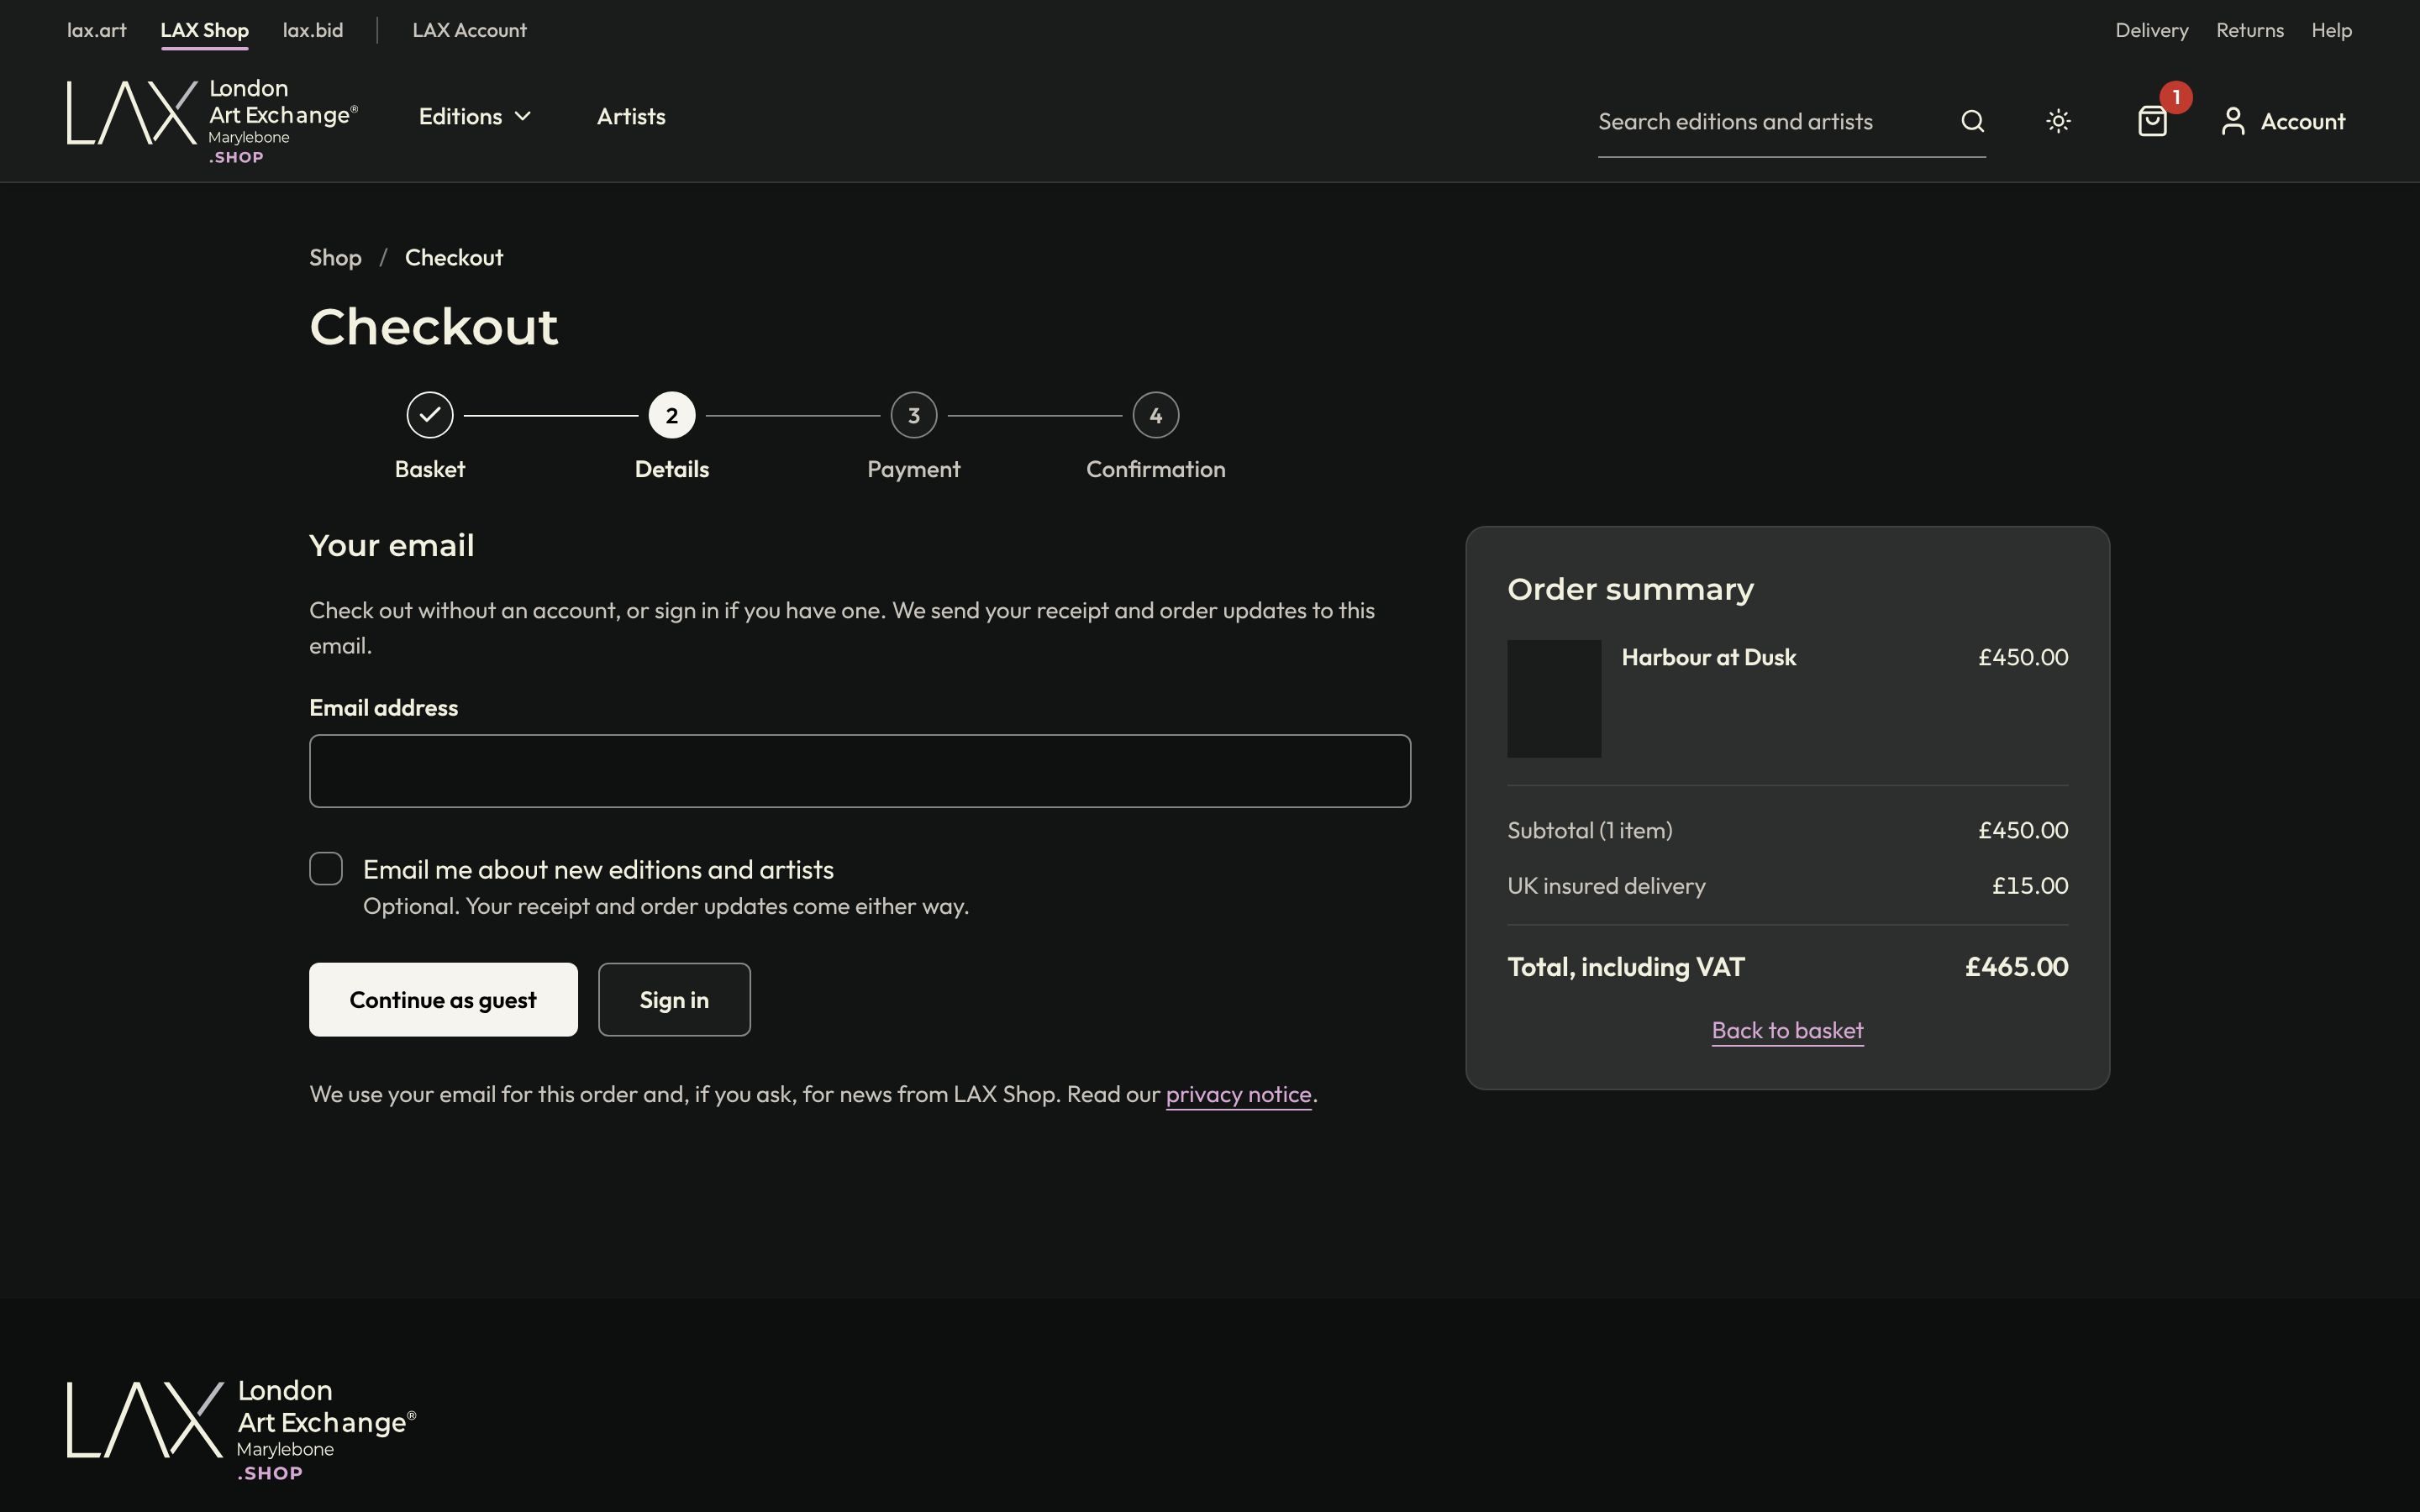 lax.art LAX Shop lax.bid LAX Account Delivery Returns Help
LAX London
Art Exchange®
Marylebone
.SHOP
Editions Artists Search editions and artists 1 Account
Shop / Checkout
Checkout
2 3 4
Basket Details Payment Confirmation
Your email
Check out without an account, or sign in if you have one. We send your receipt and order updates to this
email.
Email address
Email me about new editions and artists
Optional. Your receipt and order updates come either way.
Continue as guest Sign in
We use your email for this order and, if you ask, for news from LAX Shop. Read our privacy notice.
Order summary
Harbour at Dusk £450.00
Subtotal (1 item) £450.00
UK insured delivery £15.00
Total, including VAT £465.00
Back to basket
LAX London
Art Exchange®
Marylebone
.SHOP